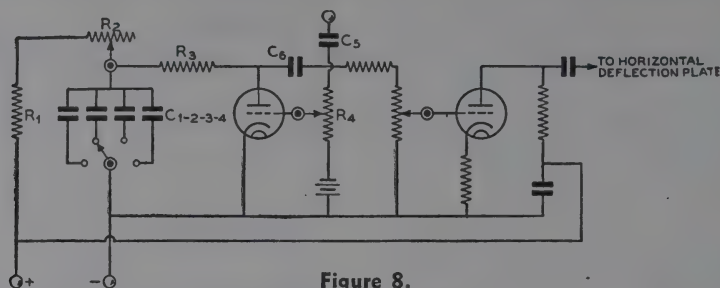 R2
R3
C6
C5
TO HORIZONTAL
DEFLECTION PLATE
R1
C1-2-3-4
R4
+
-
Figure 8.